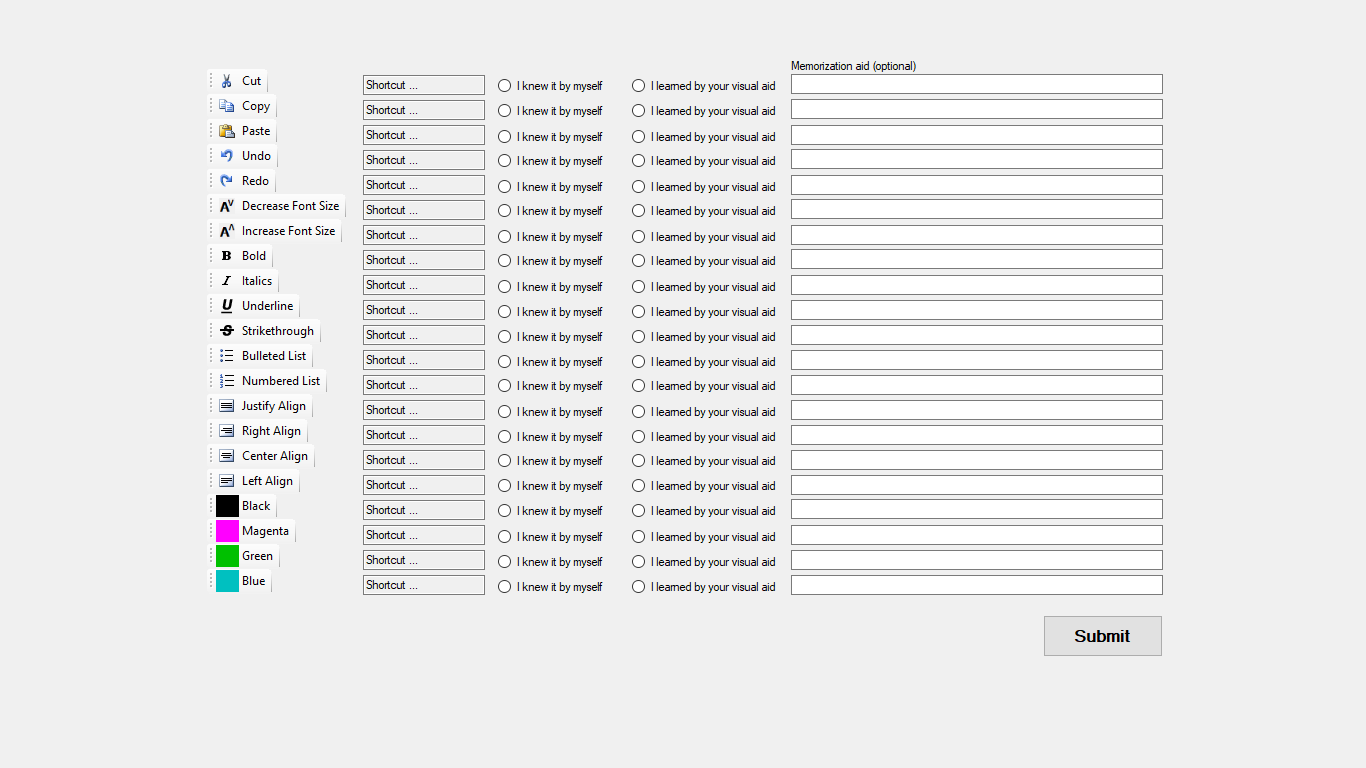 Memorization aid (optional)
Cut Shortcut ... I knew it by myself I learned by your visual aid
Copy Shortcut ... I knew it by myself I learned by your visual aid
Paste Shortcut ... I knew it by myself I learned by your visual aid
Undo Shortcut ... I knew it by myself I learned by your visual aid
Redo Shortcut ... I knew it by myself I learned by your visual aid
Decrease Font Size Shortcut ... I knew it by myself I learned by your visual aid
Increase Font Size Shortcut ... I knew it by myself I learned by your visual aid
Bold Shortcut ... I knew it by myself I learned by your visual aid
Italics Shortcut ... I knew it by myself I learned by your visual aid
Underline Shortcut ... I knew it by myself I learned by your visual aid
Strikethrough Shortcut ... I knew it by myself I learned by your visual aid
Bulleted List Shortcut ... I knew it by myself I learned by your visual aid
Numbered List Shortcut ... I knew it by myself I learned by your visual aid
Justify Align Shortcut ... I knew it by myself I learned by your visual aid
Right Align Shortcut ... I knew it by myself I learned by your visual aid
Center Align Shortcut ... I knew it by myself I learned by your visual aid
Left Align Shortcut ... I knew it by myself I learned by your visual aid
Black Shortcut ... I knew it by myself I learned by your visual aid
Magenta Shortcut ... I knew it by myself I learned by your visual aid
Green Shortcut ... I knew it by myself I learned by your visual aid
Blue Shortcut ... I knew it by myself I learned by your visual aid
Submit